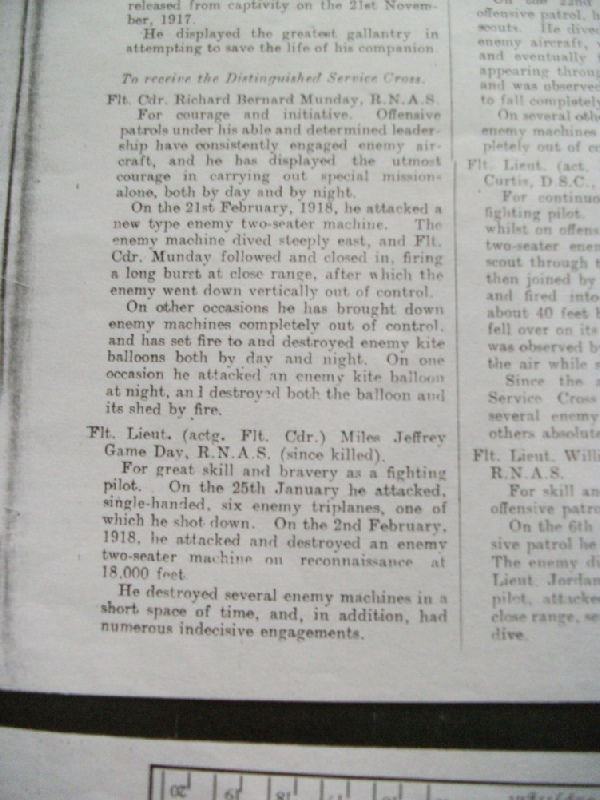 released from captivity on the 21st Novem-
ber, 1917.
He displayed the greatest gallantry in
attempting to save the life of his companion
To receive the Distinguished Service Cross.
Flt. Cdr. Richard Bernard Munday, R.N.A.S.
For courage and initiative. Offensive
patrols under his able and determined leader-
ship have consistently engaged enemy air-
craft, and he has displayed the utmost
courage in carrying out special missions
alone, both by day and by night.
On the 21st February, 1918, he attacked a
new type enemy two-seater machine. The
enemy machine dived steeply east, and Flt.
Cdr. Munday followed and closed in, firing
a long burst at close range, after which the
enemy went down vertically out of control.
On other occasions he has brought down
enemy machines completely out of control,
and has set fire to and destroyed enemy kite
balloons both by day and night. On one
occasion he attacked an enemy kite balloon
at night, and destroyed both the balloon and
its shed by fire.
Flt. Lieut. (actg. Flt. Cdr.) Miles Jeffrey
Game Day, R.N.A.S. (since killed).
For great skill and bravery as a fighting
pilot. On the 25th January he attacked,
single-handed, six enemy triplanes, one of
which he shot down. On the 2nd February,
1918, he attacked and destroyed an enemy
two-seater machine on reconnaissance at
18,000 feet.
He destroyed several enemy machines in a
short space of time, and, in addition, had
numerous indecisive engagements.
On the 22nd
offensive patrol, h
scouts. He dived
enemy aircraft,
and eventually
appearing throug
and was observed
to fall completely
On several othe
enemy machines
pletely out of co
Flt. Lieut. (act.
Curtis, D.S.C.,
For continuo
fighting pilot.
whilst on offens
two-seater enem
scout through t
then joined by
and fired into
about 40 feet b
fell over on its
was observed by
the air while s
Since the a
Service Cross
several enemy
others absolute
Flt. Lieut. Willi
R.N.A.S.
For skill an
offensive patrol
On the 6th
sive patrol he
The enemy di
Lieut. Jordan
pilot, attacked
close range, se
dive.
20 19 18 17 16